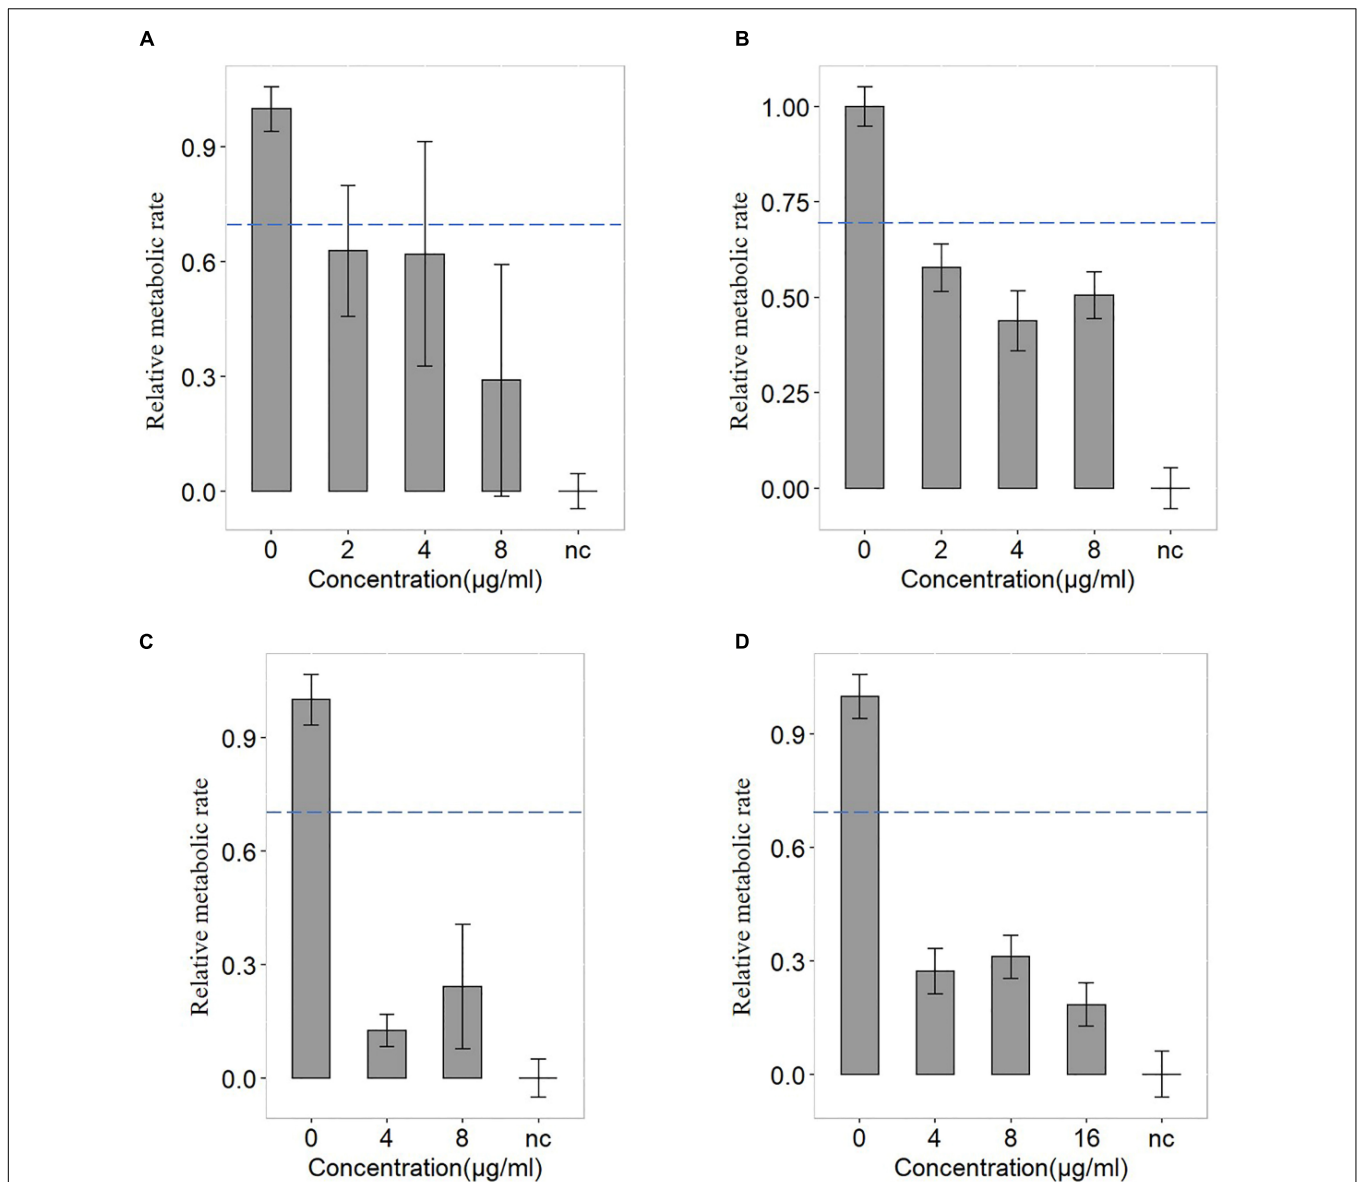 A
Relative metabolic rate
0.9
0.6
0.3
0.0
0 2 4 8 nc
Concentration(µg/ml)
B
Relative metabolic rate
1.00
0.75
0.50
0.25
0.00
0 2 4 8 nc
Concentration(µg/ml)
C
Relative metabolic rate
0.9
0.6
0.3
0.0
0 4 8 nc
Concentration(µg/ml)
D
Relative metabolic rate
0.9
0.6
0.3
0.0
0 4 8 16 nc
Concentration(µg/ml)